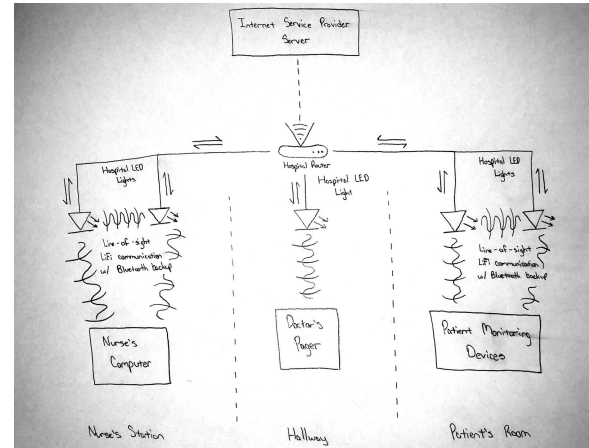 Internet Service Provider
Server
Hospital Router
Hospital LED
Lights
Hospital LED
Light
Hospital LED
Lights
Line-of-sight
LiFi communication
w/ Bluetooth backup
Line-of-sight
LiFi communication
w/ Bluetooth backup
Nurse's
Computer
Doctor's
Pager
Patient Monitoring
Devices
Nurse's Station
Hallway
Patient's Room